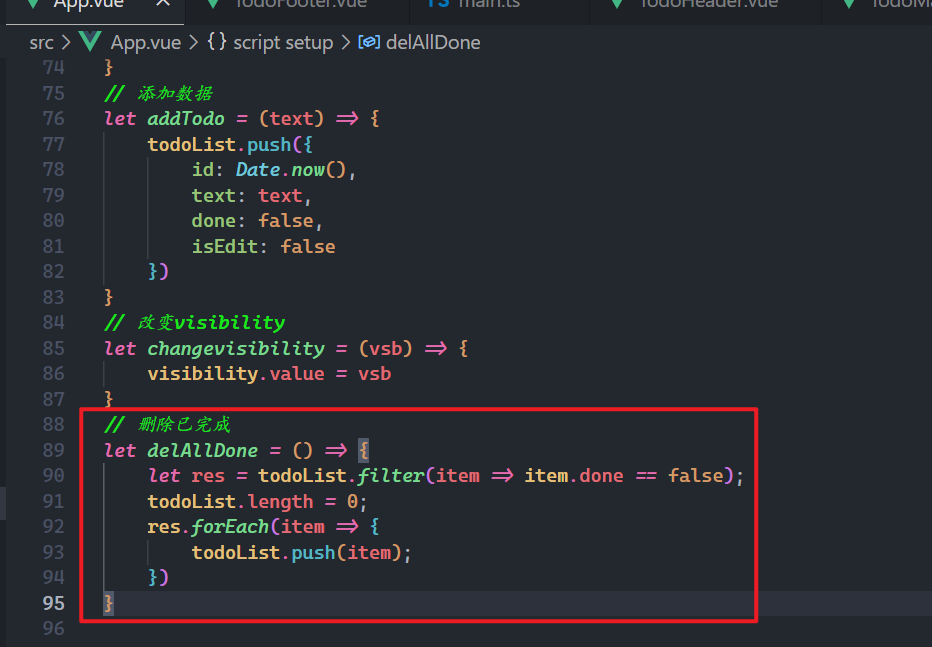 App.vue TodoFooter.vue TS main.ts TodoHeader.vue
src > App.vue > {} script setup > delAllDone
74 }
75 // 添加数据
76 let addTodo = (text) => {
77 todoList.push({
78 id: Date.now(),
79 text: text,
80 done: false,
81 isEdit: false
82 })
83 }
84 // 改变visibility
85 let changevisibility = (vsb) => {
86 visibility.value = vsb
87 }
88 // 删除已完成
89 let delAllDone = () => {
90 let res = todoList.filter(item => item.done == false);
91 todoList.length = 0;
92 res.forEach(item => {
93 todoList.push(item);
94 })
95 }
96